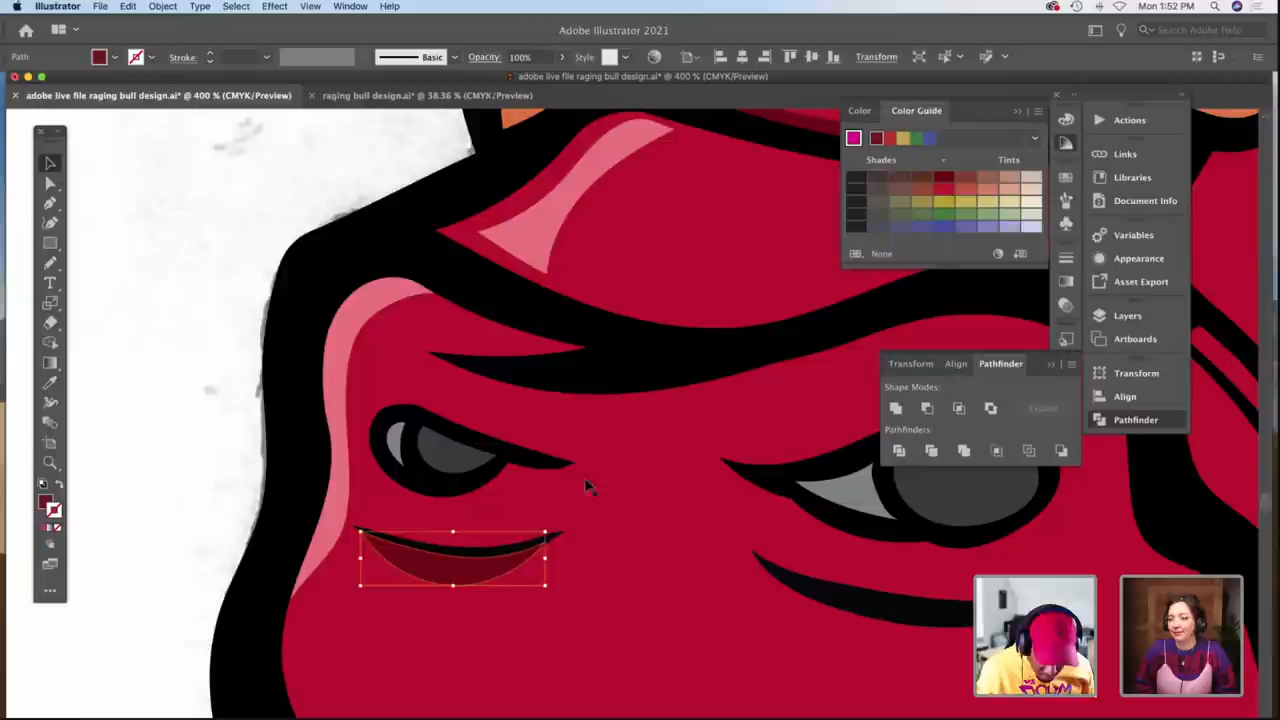 Illustrator File Edit Object Type Select Effect View Window Help Mon 1:52 PM
Adobe Illustrator 2021 Search Adobe Help
Path Stroke: Basic Opacity: 100% Style: Transform
adobe live file raging bull design.ai* @ 400 % (CMYK/Preview)
adobe live file raging bull design.ai* @ 400 % (CMYK/Preview) raging bull design.ai* @ 38.36 % (CMYK/Preview)
Color Color Guide
Shades Tints
None
Actions
Links
Libraries
Document Info
Variables
Appearance
Asset Export
Layers
Artboards
Transform
Align
Pathfinder
Transform Align Pathfinder
Shape Modes:
Expand
Pathfinders: